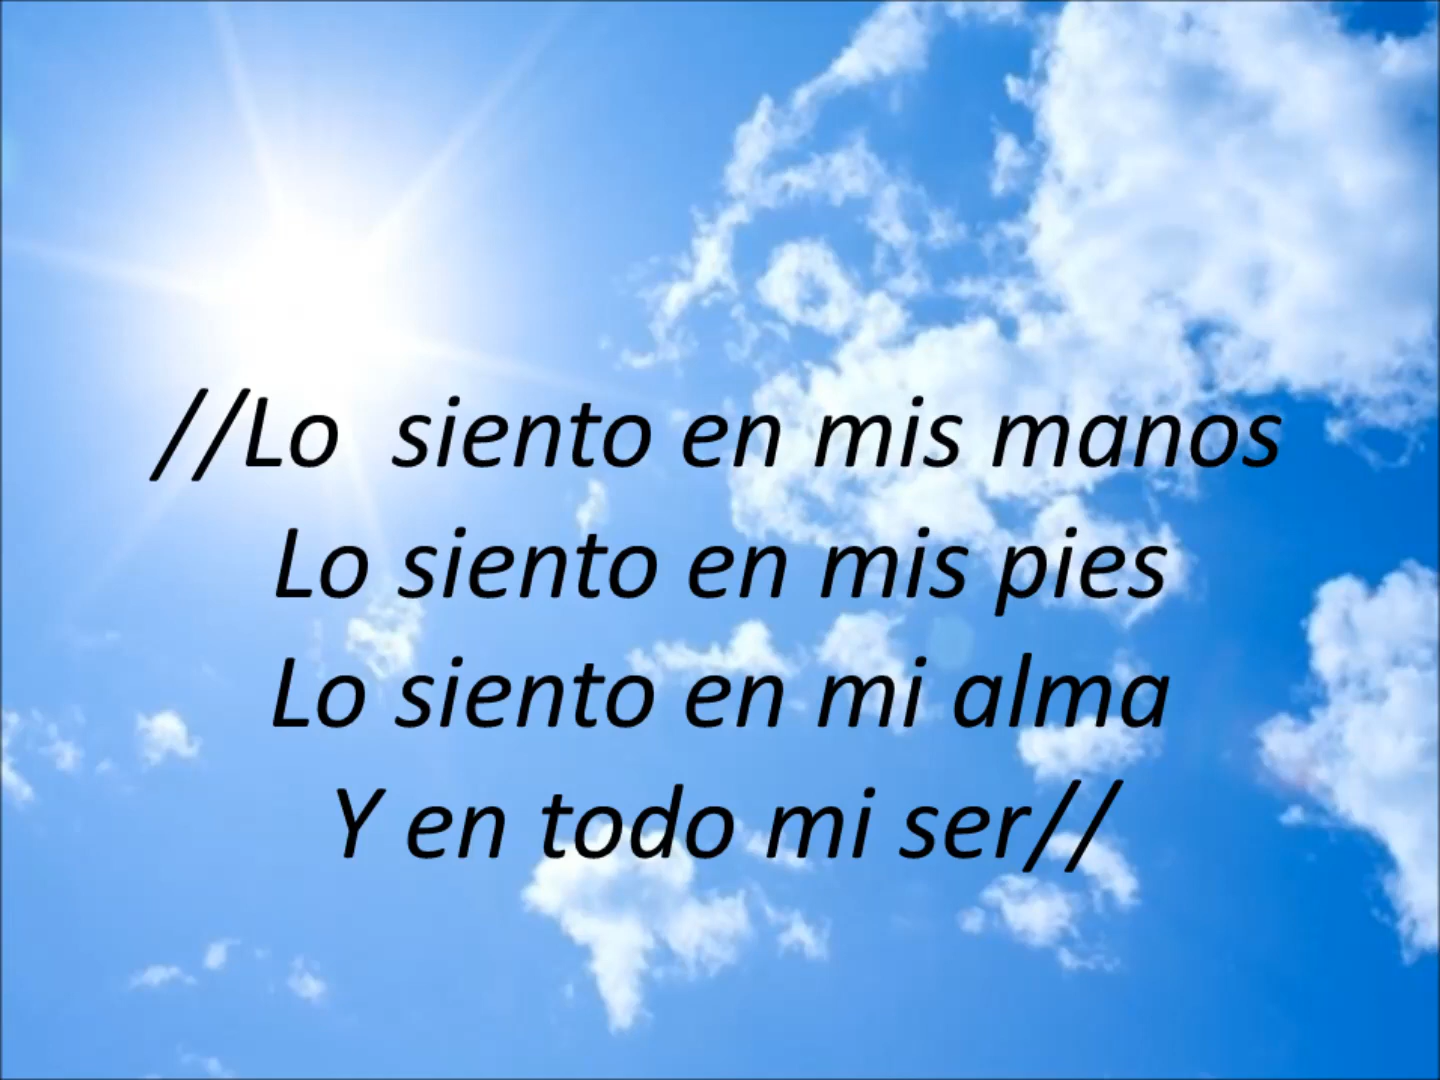 //Lo  siento en mis manos
Lo siento en mis pies
Lo siento en mi alma
Y en todo mi ser//